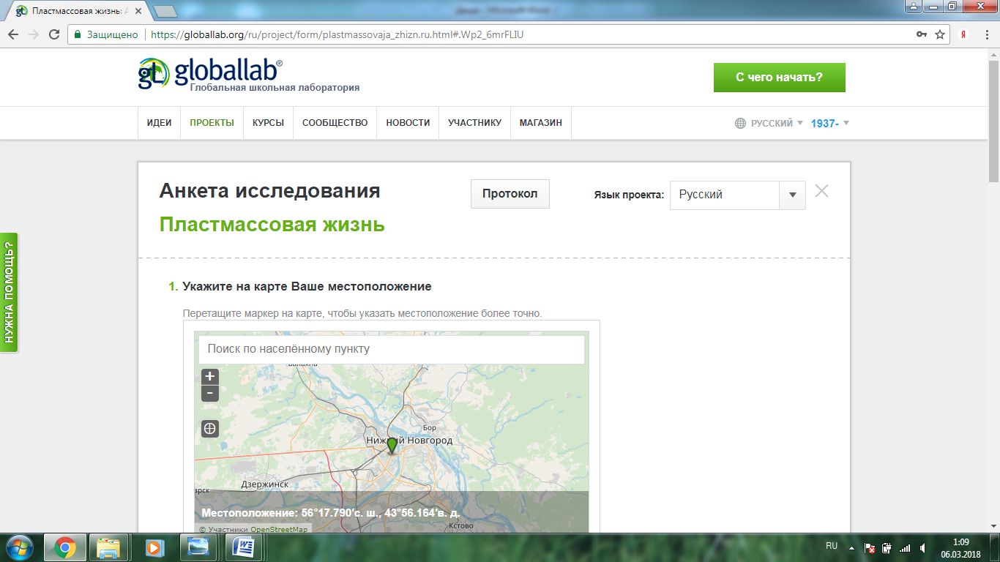 Пластмассовая жизнь: А
Защищено
https://globallab.org/ru/project/form/plastmassovaja_zhizn.ru.html#.Wp2_6mrFLIU
Я
gL globallab®
Глобальная школьная лаборатория
С чего начать?
ИДЕИ ПРОЕКТЫ КУРСЫ СООБЩЕСТВО НОВОСТИ УЧАСТНИКУ МАГАЗИН
РУССКИЙ 1937-
Анкета исследования
Протокол
Язык проекта: Русский
Пластмассовая жизнь
НУЖНА ПОМОЩЬ?
1. Укажите на карте Ваше местоположение
Перетащите маркер на карте, чтобы указать местоположение более точно.
Поиск по населённому пункту
+
-
Бор
Нижний Новгород
Дзержинск
Местоположение: 56°17.790′с. ш., 43°56.164′в. д.
Кстово
© Участники OpenStreetMap
RU
1:09
06.03.2018